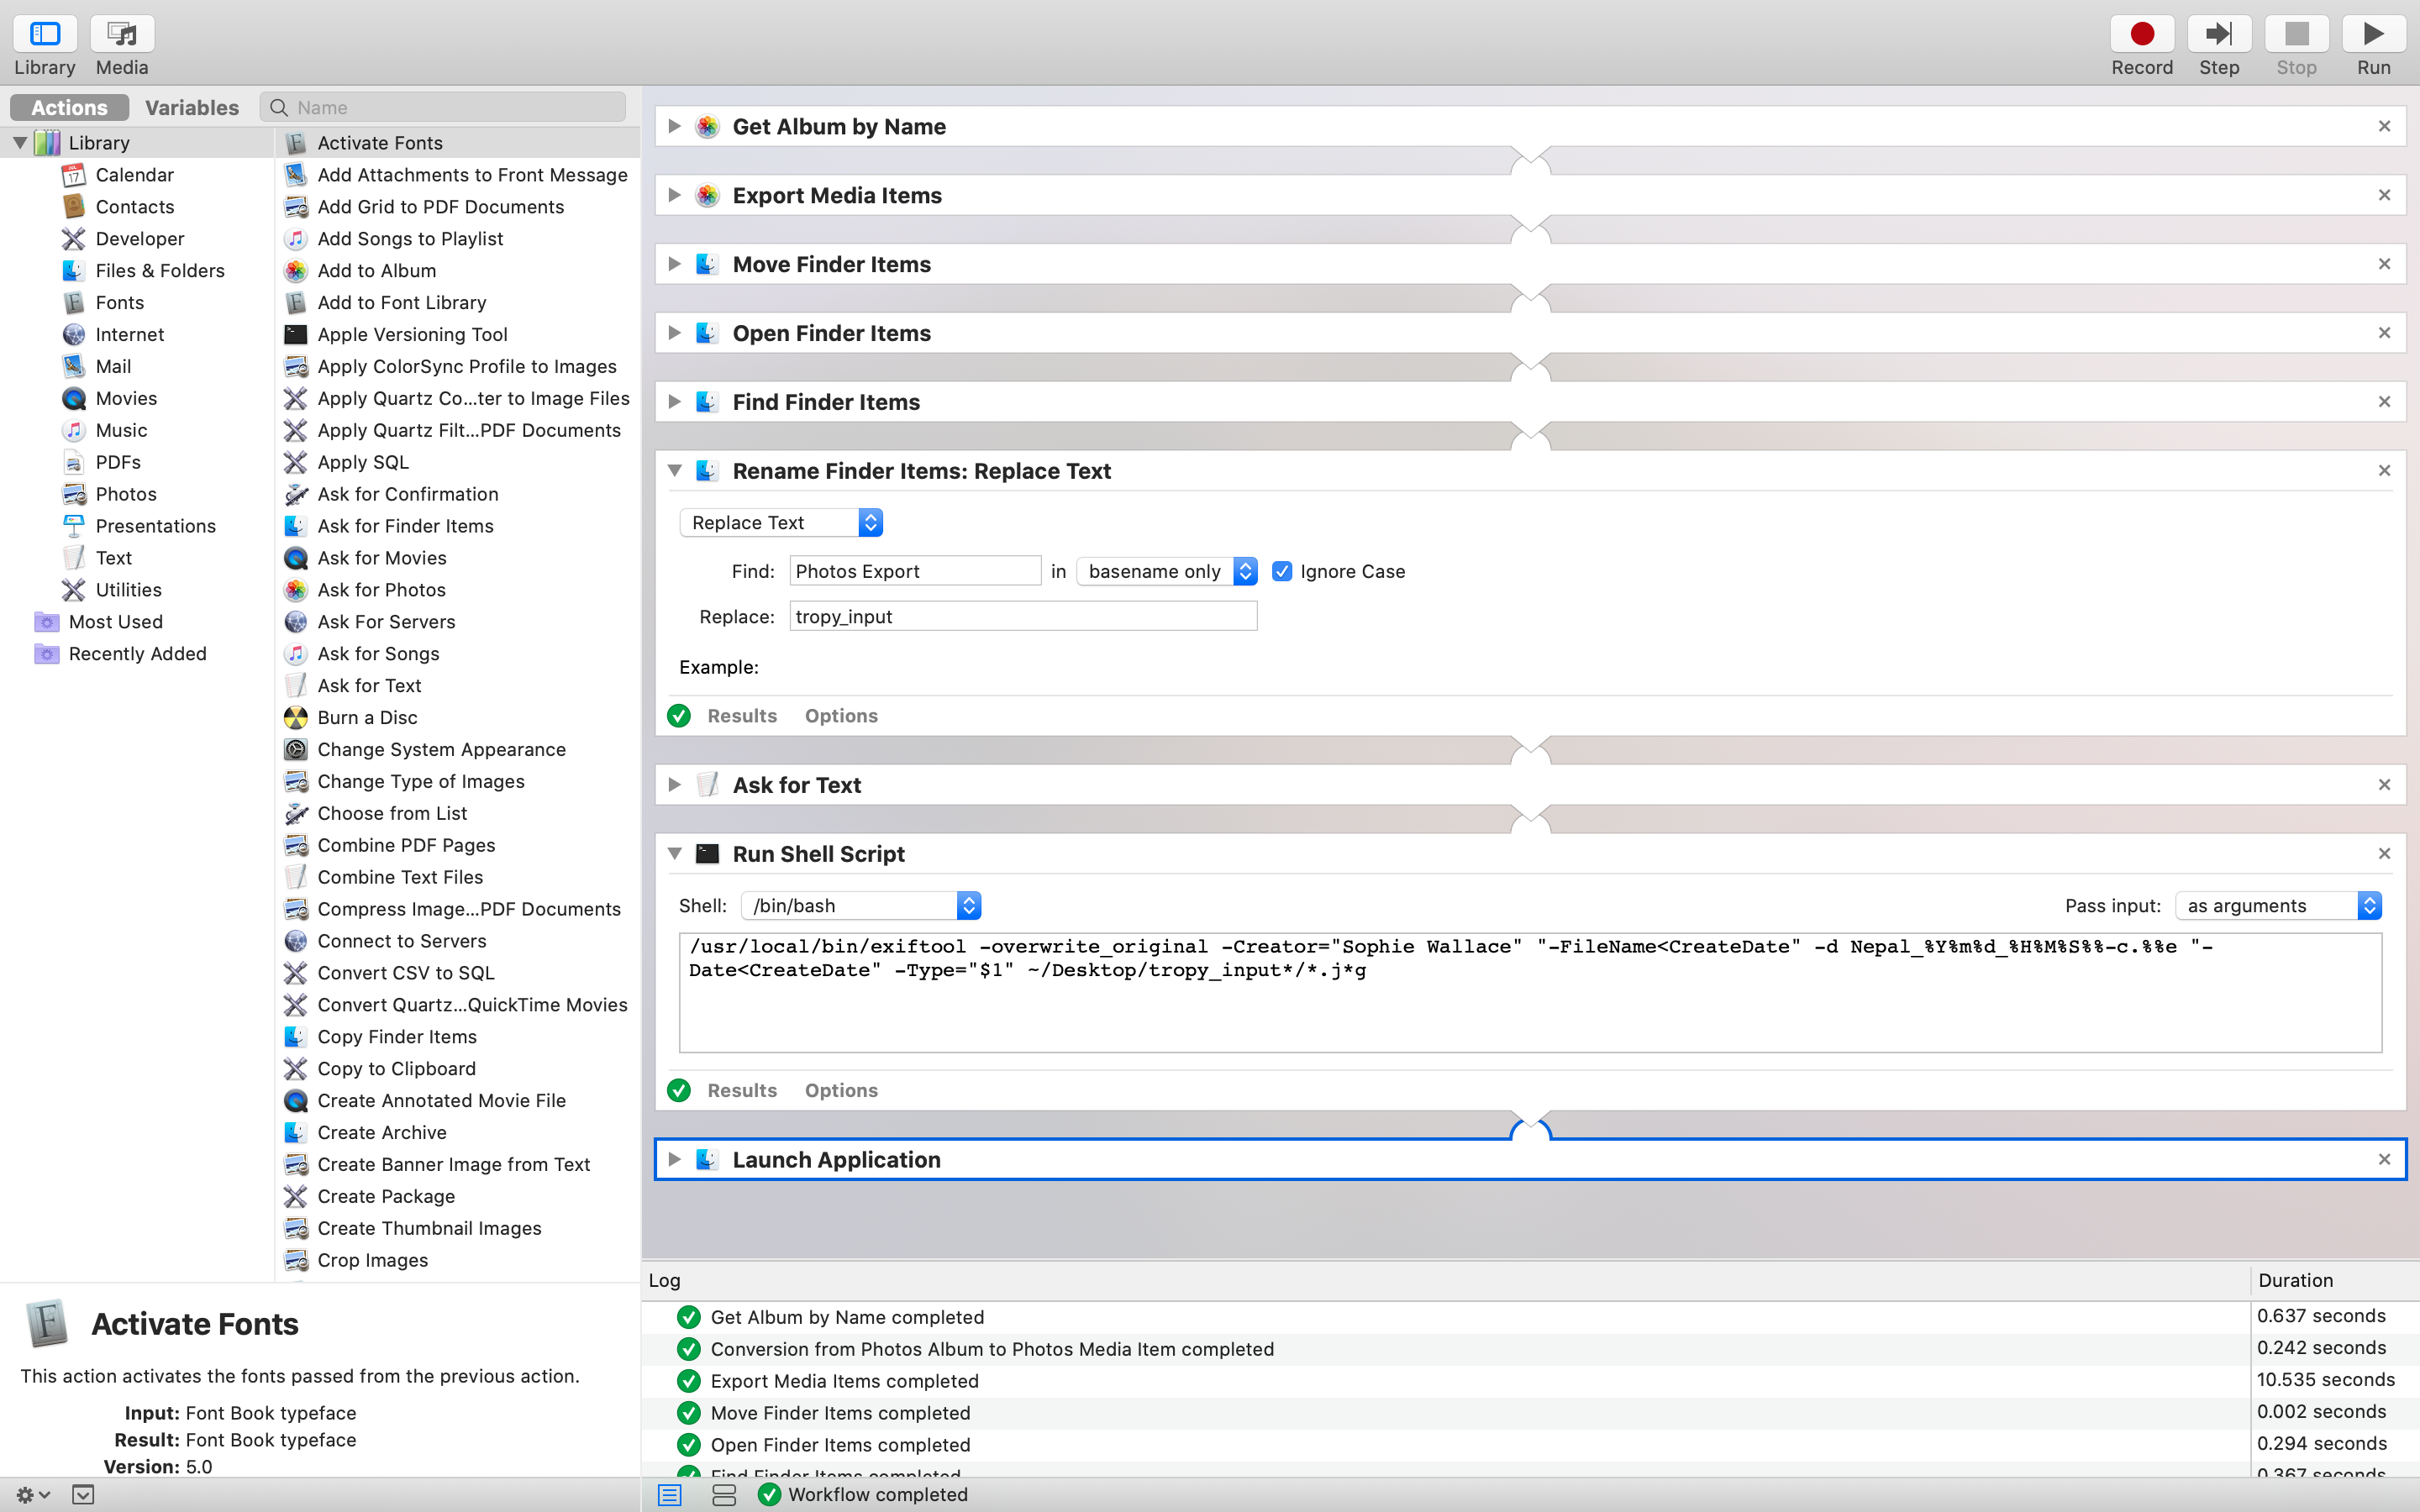 Library
Media
Record
Step
Stop
Run
Actions
Variables
Name
Library
Calendar
Contacts
Developer
Files & Folders
Fonts
Internet
Mail
Movies
Music
PDFs
Photos
Presentations
Text
Utilities
Most Used
Recently Added
Activate Fonts
Add Attachments to Front Message
Add Grid to PDF Documents
Add Songs to Playlist
Add to Album
Add to Font Library
Apple Versioning Tool
Apply ColorSync Profile to Images
Apply Quartz Co...ter to Image Files
Apply Quartz Filt...PDF Documents
Apply SQL
Ask for Confirmation
Ask for Finder Items
Ask for Movies
Ask for Photos
Ask For Servers
Ask for Songs
Ask for Text
Burn a Disc
Change System Appearance
Change Type of Images
Choose from List
Combine PDF Pages
Combine Text Files
Compress Image...PDF Documents
Connect to Servers
Convert CSV to SQL
Convert Quartz...QuickTime Movies
Copy Finder Items
Copy to Clipboard
Create Annotated Movie File
Create Archive
Create Banner Image from Text
Create Package
Create Thumbnail Images
Crop Images
Activate Fonts
This action activates the fonts passed from the previous action.
Input: Font Book typeface
Result: Font Book typeface
Version: 5.0
Get Album by Name
Export Media Items
Move Finder Items
Open Finder Items
Find Finder Items
Rename Finder Items: Replace Text
Replace Text
Find: Photos Export in basename only Ignore Case
Replace: tropy_input
Example:
Results Options
Ask for Text
Run Shell Script
Shell: /bin/bash Pass input: as arguments
/usr/local/bin/exiftool -overwrite_original -Creator="Sophie Wallace" "-FileName<CreateDate" -d Nepal_%Y%m%d_%H%M%S%%-c.%%e "-
Date<CreateDate" -Type="$1" ~/Desktop/tropy_input*/*.j*g
Results Options
Launch Application
Log Duration
Get Album by Name completed 0.637 seconds
Conversion from Photos Album to Photos Media Item completed 0.242 seconds
Export Media Items completed 10.535 seconds
Move Finder Items completed 0.002 seconds
Open Finder Items completed 0.294 seconds
Find Finder Items completed 0.367 seconds
Workflow completed